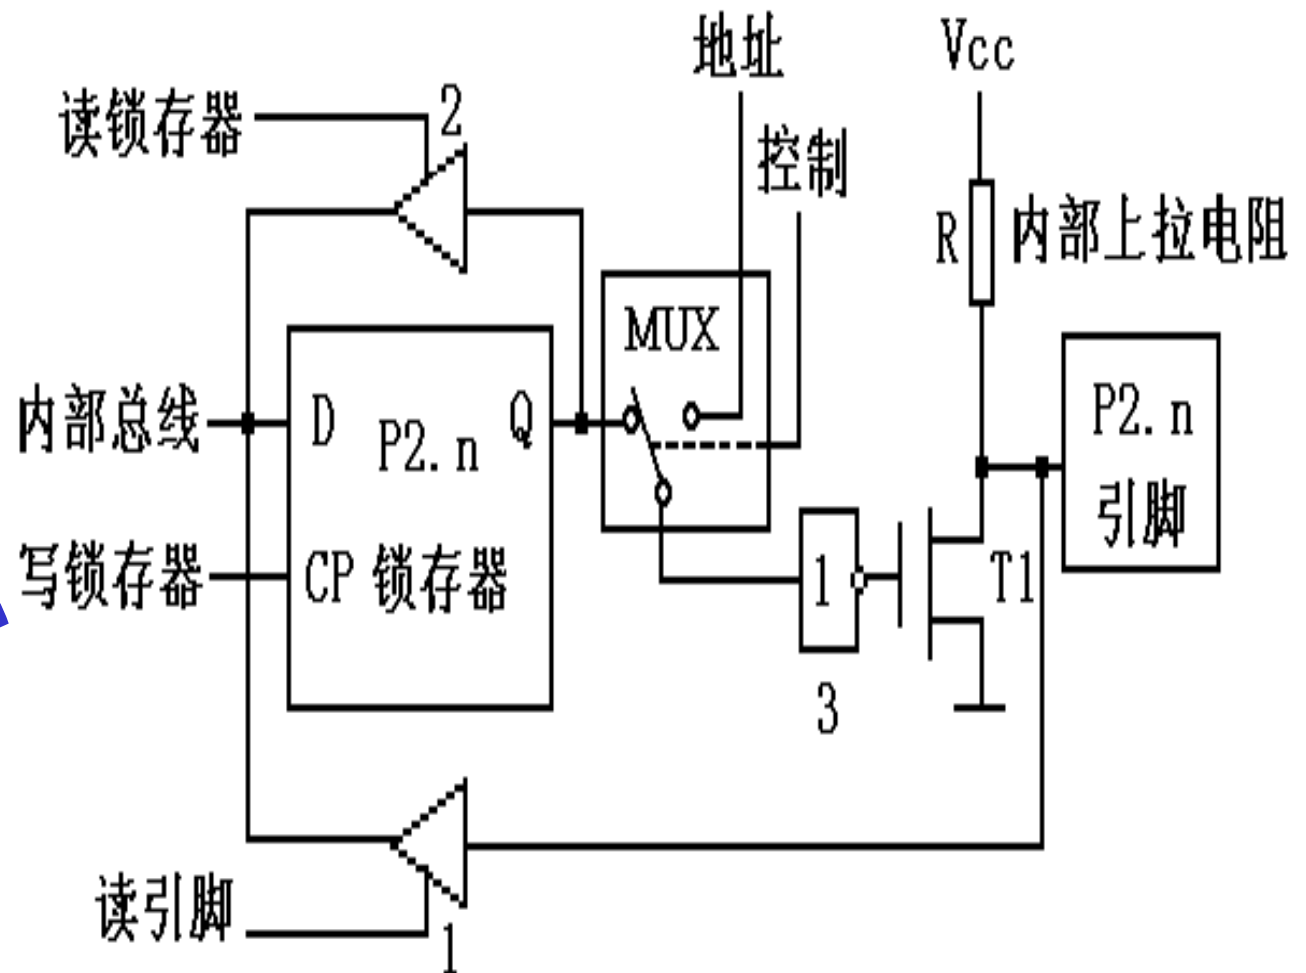 地址
Vcc
读锁存器
2
控制
R
内部上拉电阻
MUX
内部总线
D
P2.n
Q
P2.n
引脚
写锁存器
CP
锁存器
1
T1
3
读引脚
1